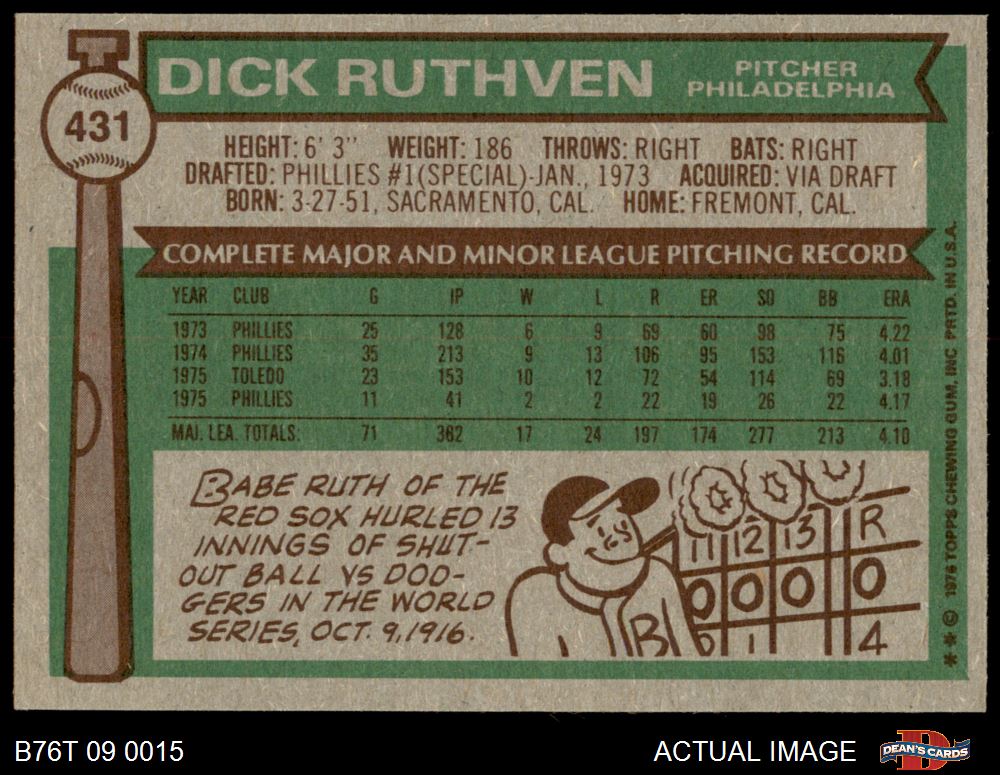 431
DICK RUTHVEN
PITCHER
PHILADELPHIA
HEIGHT: 6' 3" WEIGHT: 186 THROWS: RIGHT BATS: RIGHT
DRAFTED: PHILLIES #1(SPECIAL)-JAN., 1973 ACQUIRED: VIA DRAFT
BORN: 3-27-51, SACRAMENTO, CAL. HOME: FREMONT, CAL.
COMPLETE MAJOR AND MINOR LEAGUE PITCHING RECORD
YEAR CLUB G IP W L R ER SO BB ERA
1973 PHILLIES 25 128 6 9 69 60 98 75 4.22
1974 PHILLIES 35 213 9 13 106 95 153 116 4.01
1975 TOLEDO 23 153 10 12 72 54 114 69 3.18
1975 PHILLIES 11 41 2 2 22 19 26 22 4.17
MAJ. LEA. TOTALS: 71 382 17 24 197 174 277 213 4.10
BABE RUTH OF THE
RED SOX HURLED 13
INNINGS OF SHUT-
OUT BALL VS DOD-
GERS IN THE WORLD
SERIES, OCT. 9, 1916.
11 12 13 R
0 0 0 0
0 1 4
B
* * © 1976 TOPPS CHEWING GUM, INC PRTD. IN U.S.A.
B76T 09 0015
ACTUAL IMAGE
D
DEAN'S CARDS